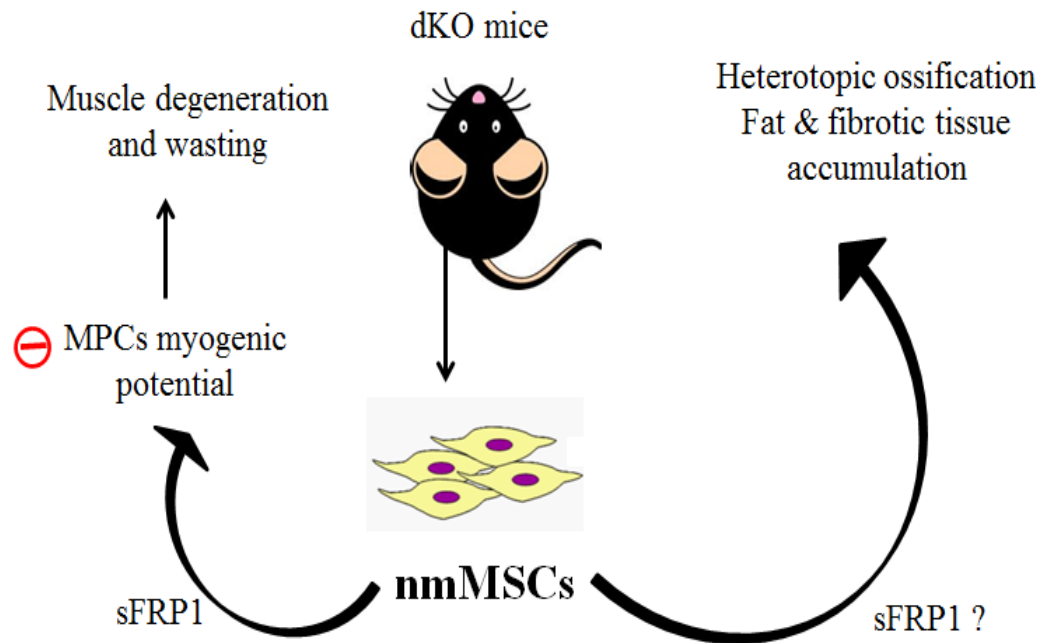 dKO mice
Muscle degeneration
and wasting
Heterotopic ossification
Fat & fibrotic tissue
accumulation
MPCs myogenic
potential
nmMSCs
sFRP1
sFRP1 ?